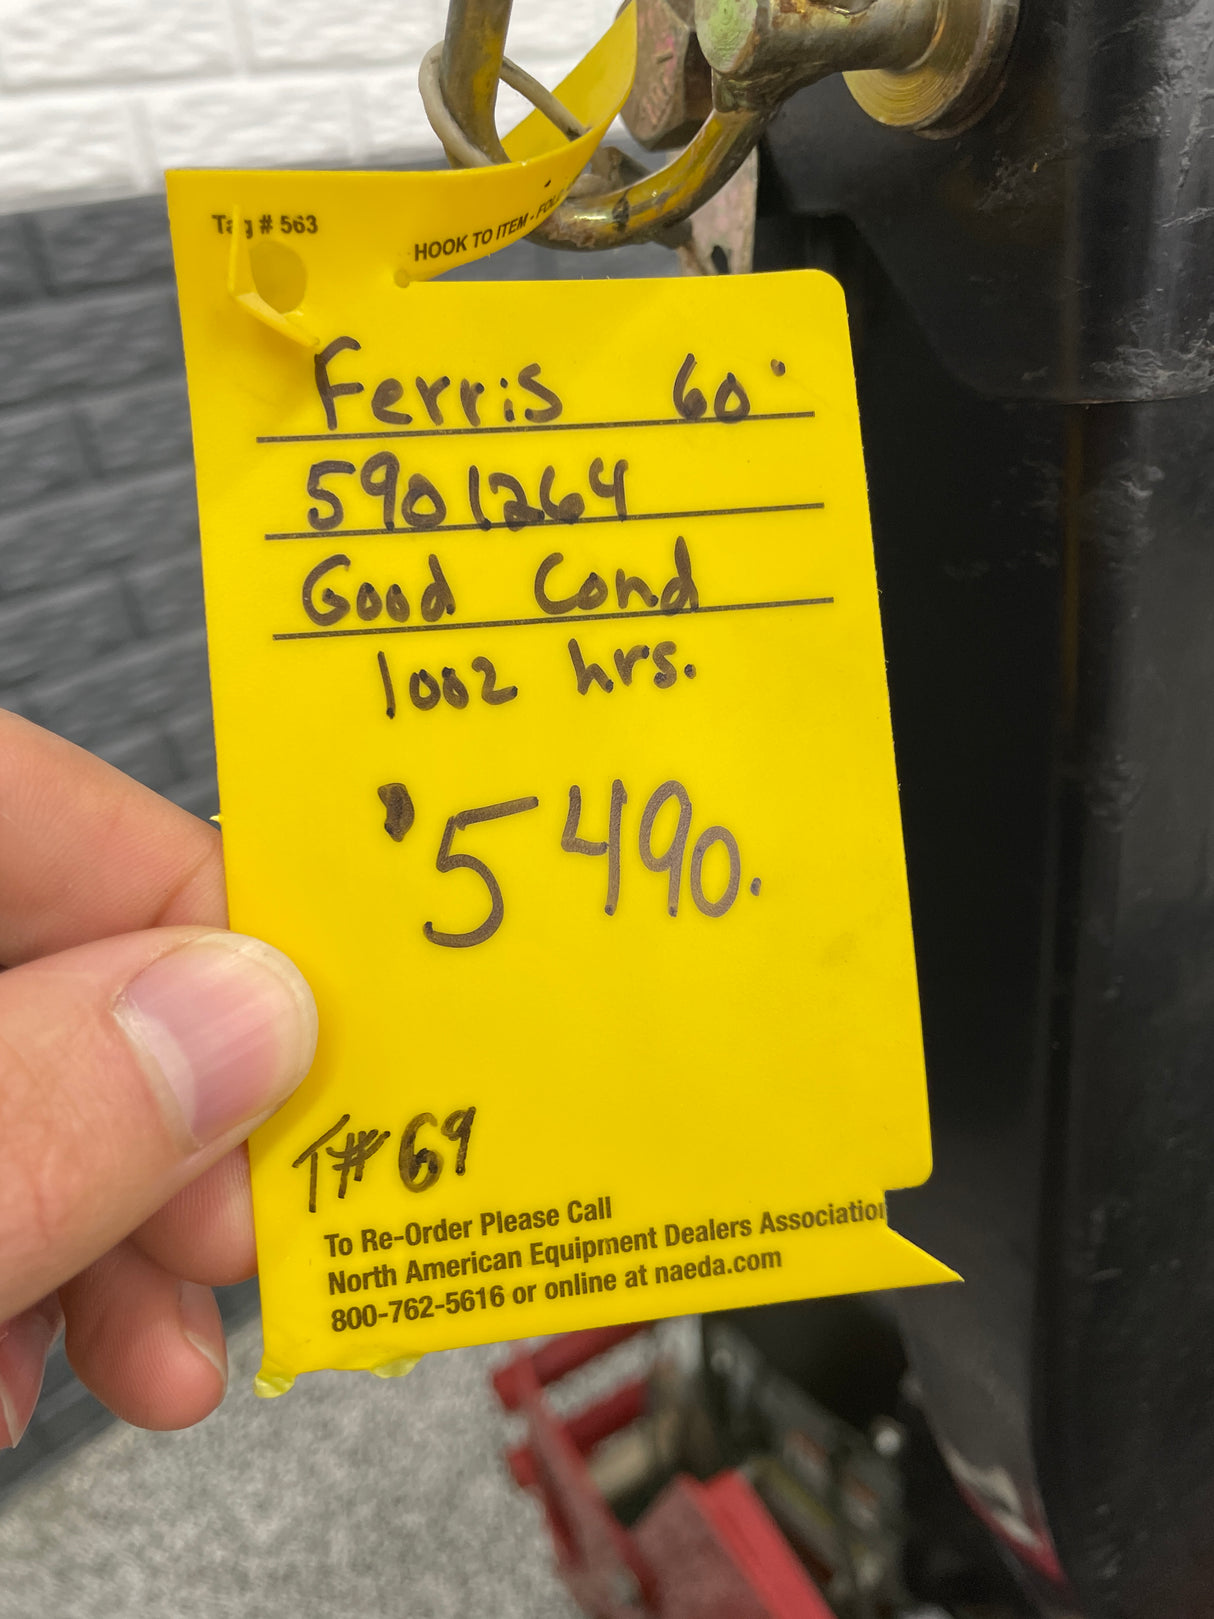 Tag # 563
HOOK TO ITEM -
Ferris 60"
5901264
Good Cond
1002 hrs.
5490.
T# 69
To Re-Order Please Call
North American Equipment Dealers Association
800-762-5616 or online at naeda.com